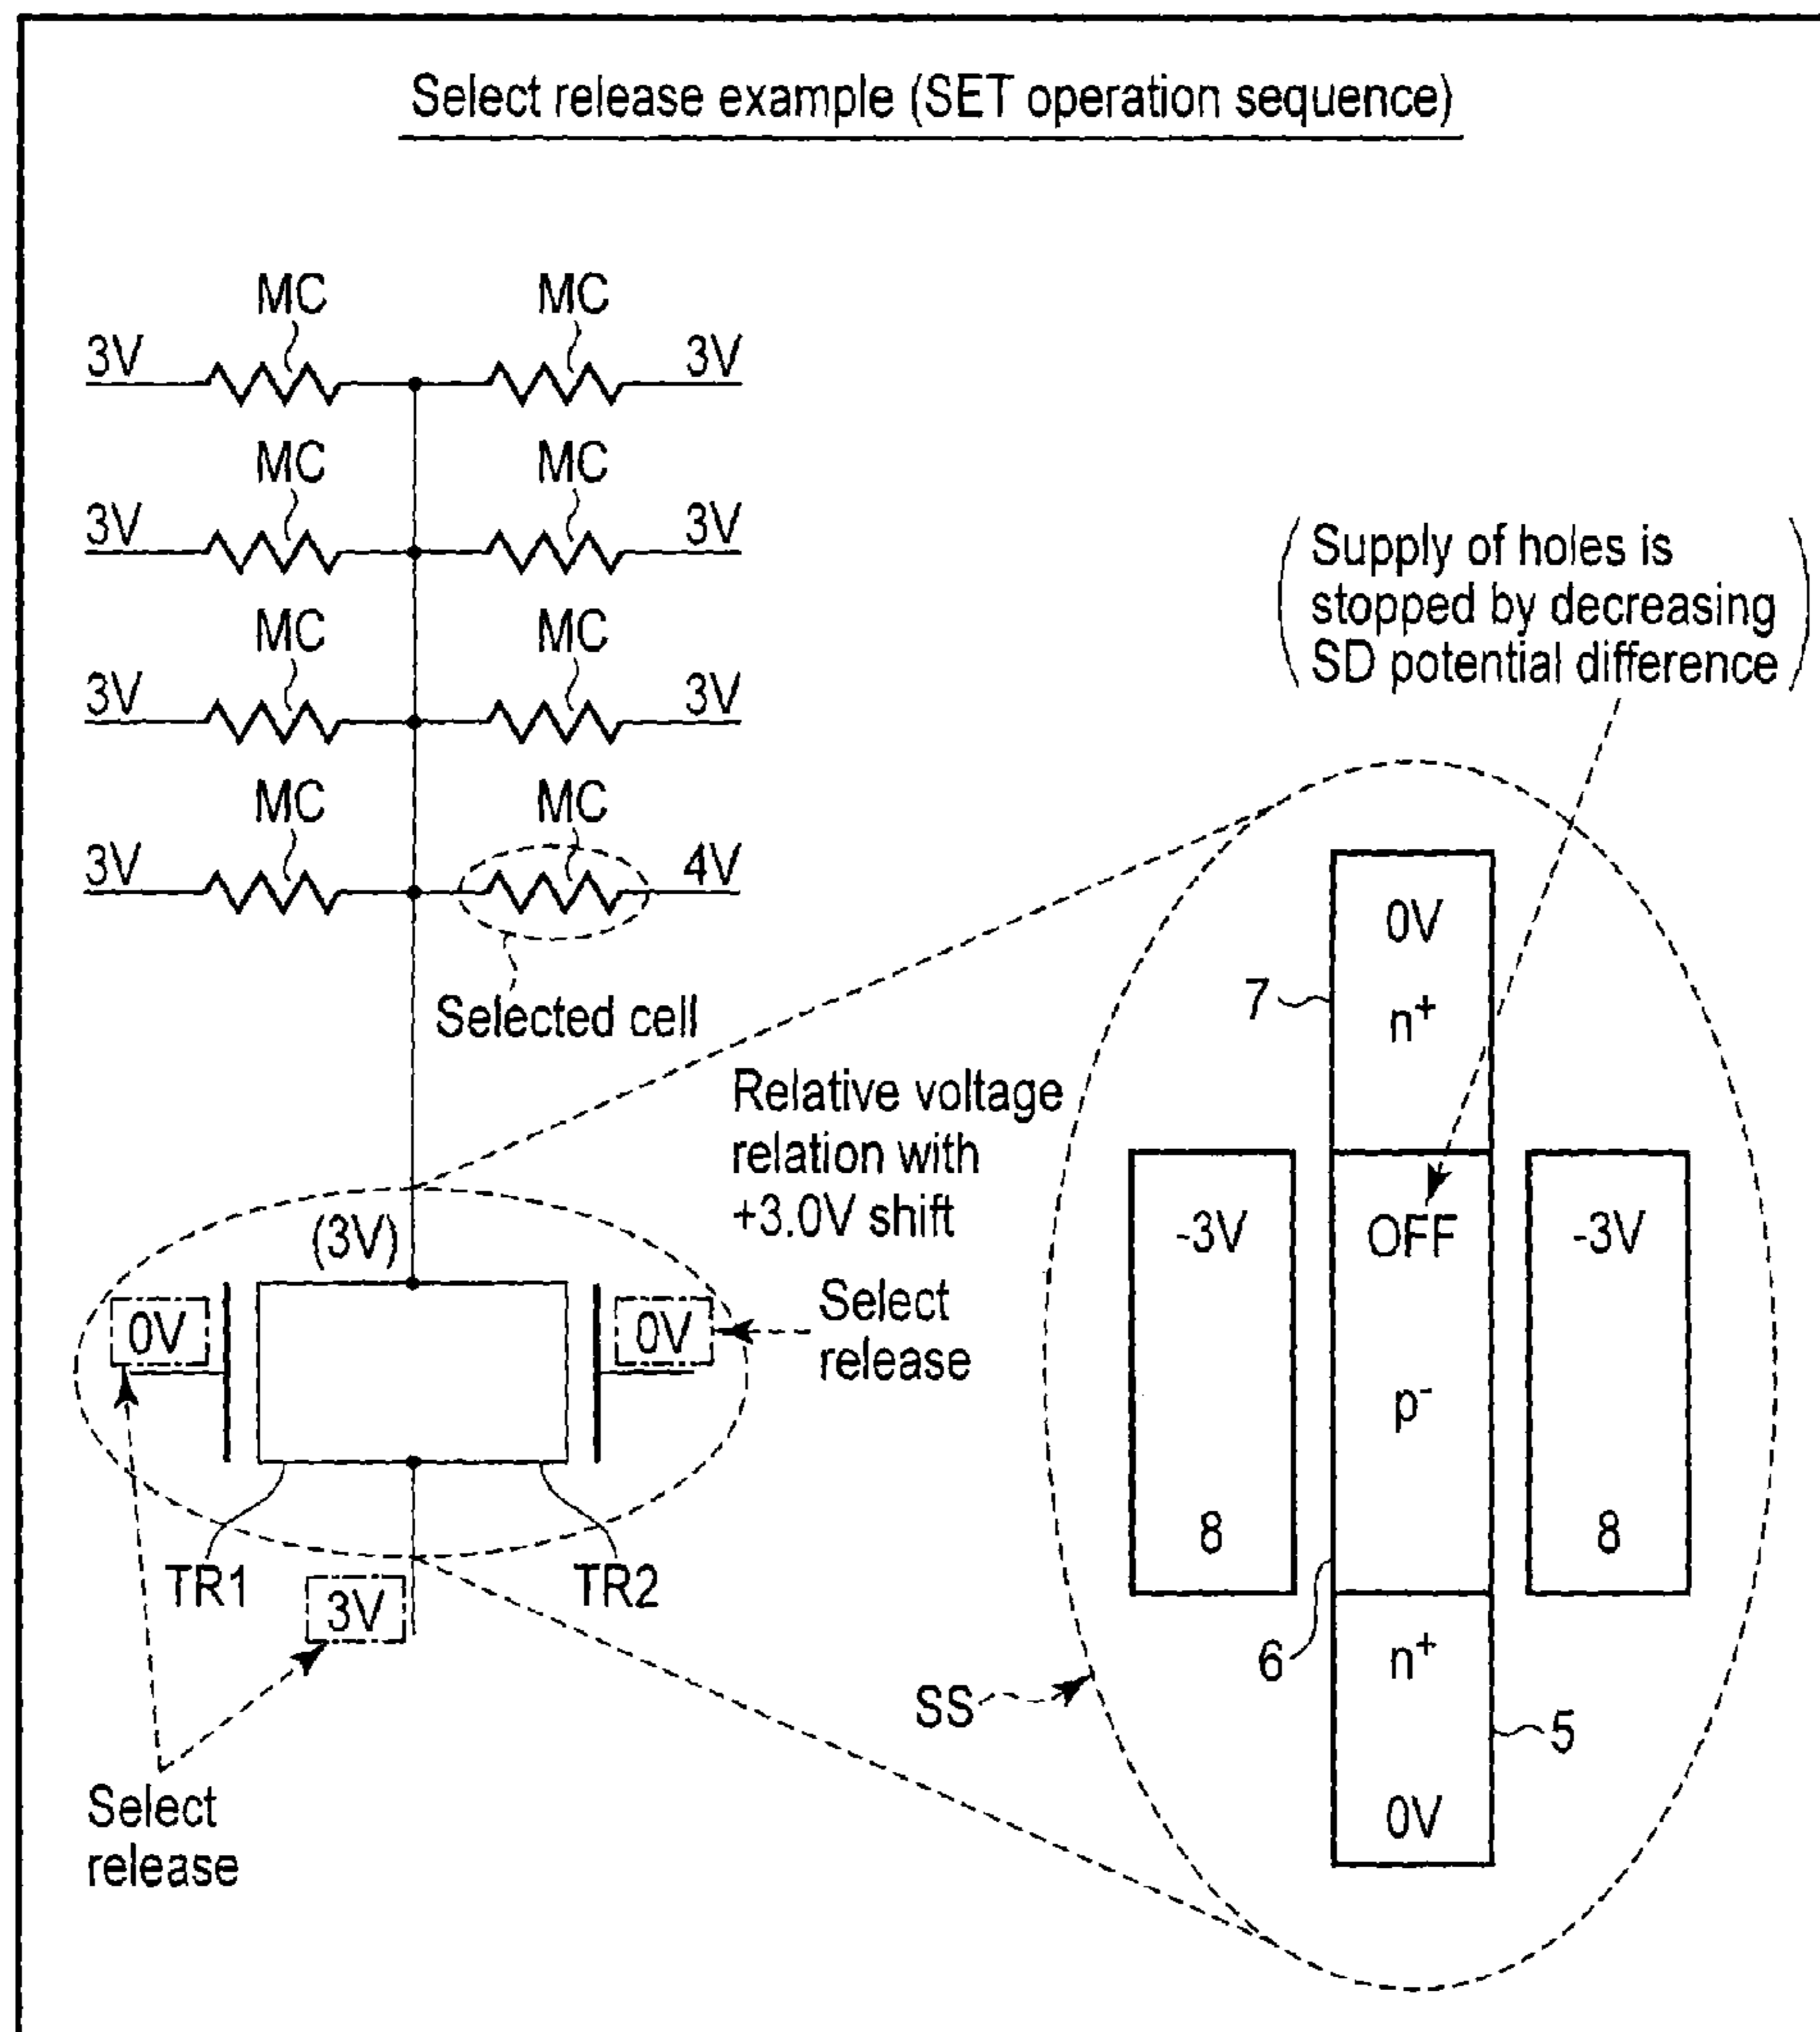 Select release example (SET operation sequence)
MC MC
3V 3V
MC MC
3V 3V
MC MC
3V 3V
MC MC
3V 4V
Selected cell
(Supply of holes is
stopped by decreasing
SD potential difference)
Relative voltage
relation with
+3.0V shift
(3V)
0V 0V
Select
release
TR1 TR2
3V
Select
release
0V
7
n+
-3V OFF -3V
p-
8 8
6
n+
SS
5
0V